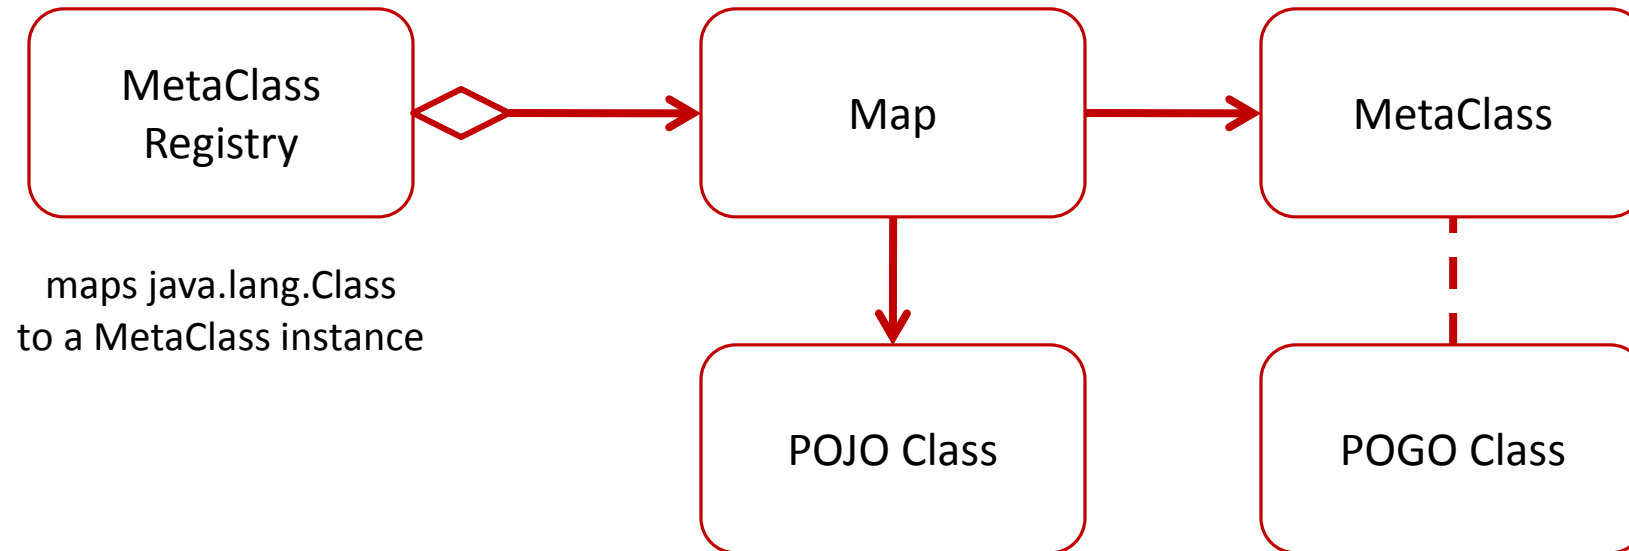 MetaClass
Registry
Map
MetaClass
maps java.lang.Class
to a MetaClass instance
POJO Class
POGO Class